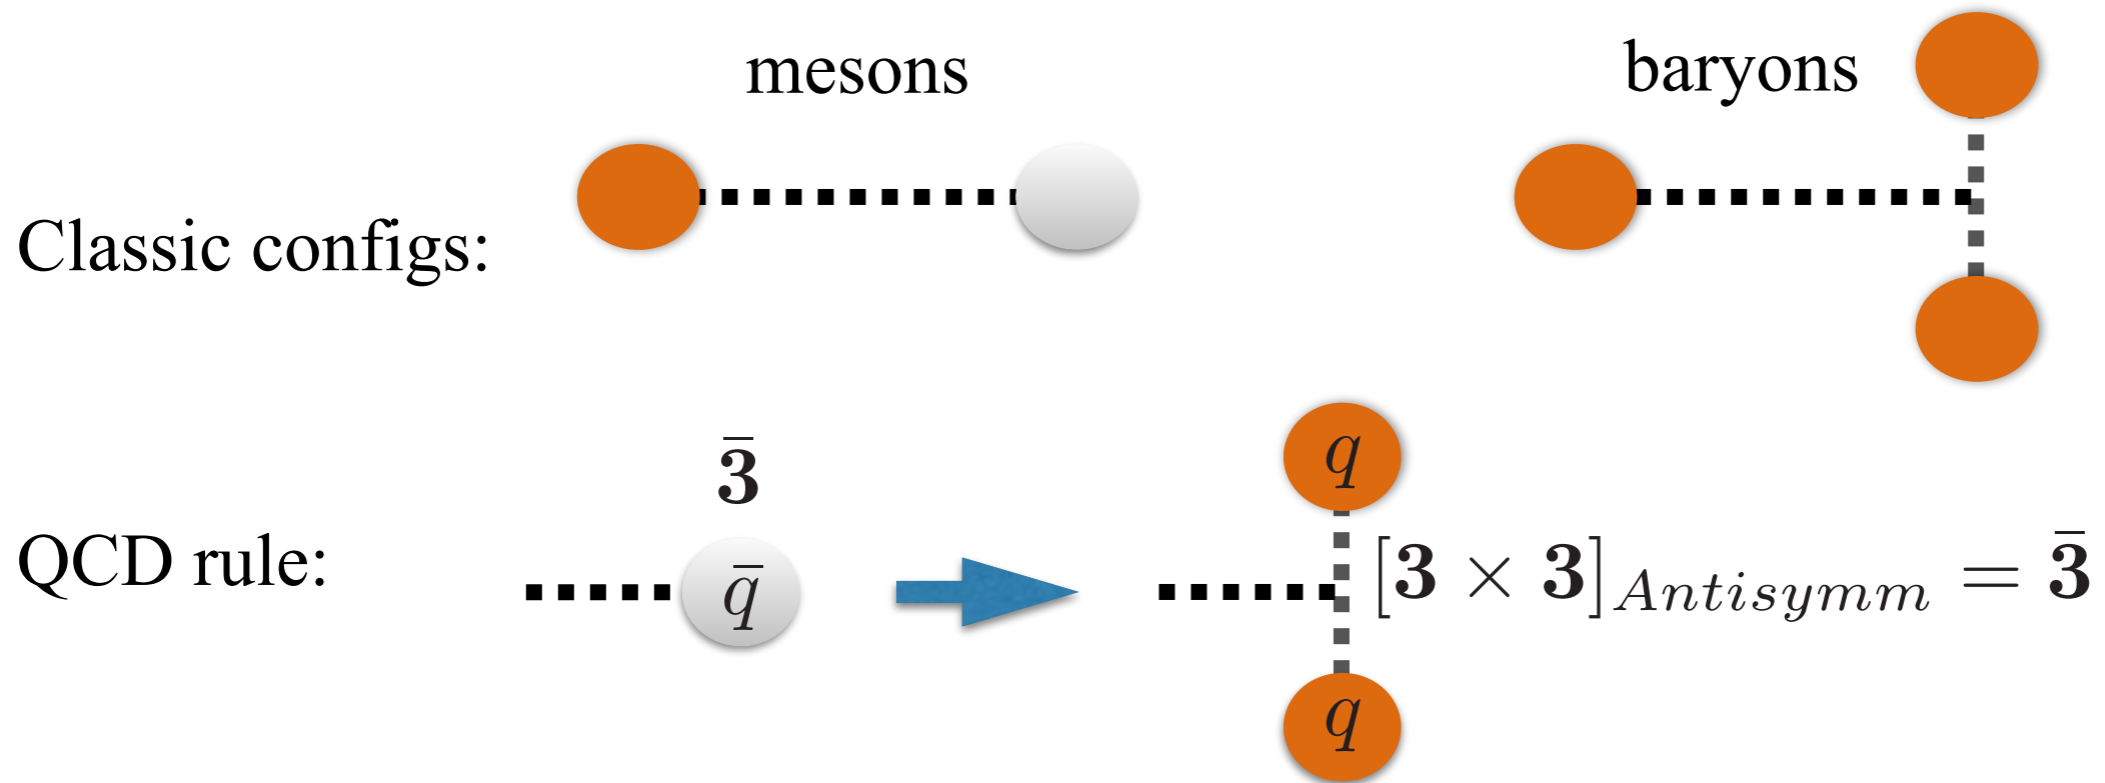 mesons
baryons
Classic configs:
QCD rule:
3̄
q̄
q
[3 × 3]Antisymm = 3̄
q